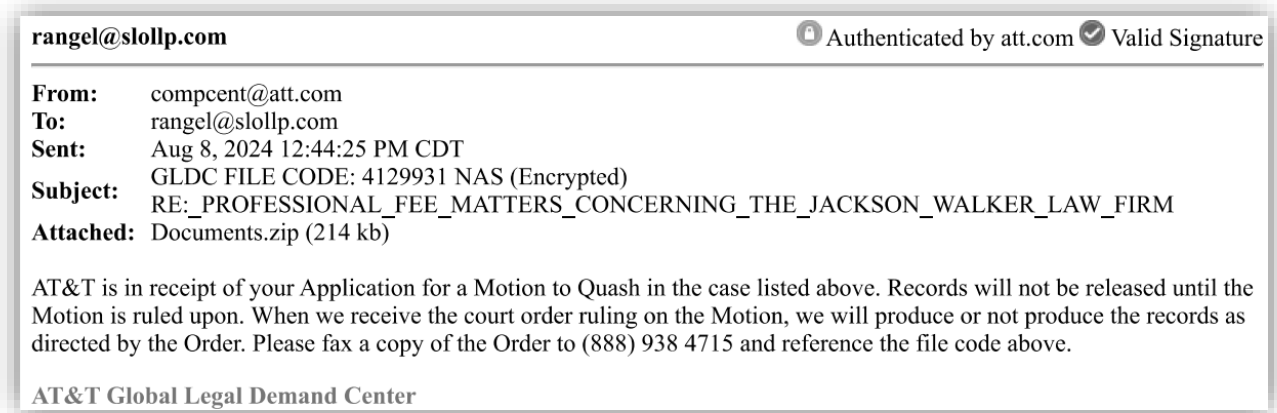 rangel@slollp.com Authenticated by att.com Valid Signature
From: compcent@att.com
To: rangel@slollp.com
Sent: Aug 8, 2024 12:44:25 PM CDT
Subject: GLDC FILE CODE: 4129931 NAS (Encrypted)
RE:_PROFESSIONAL_FEE_MATTERS_CONCERNING_THE_JACKSON_WALKER_LAW_FIRM
Attached: Documents.zip (214 kb)
AT&T is in receipt of your Application for a Motion to Quash in the case listed above. Records will not be released until the
Motion is ruled upon. When we receive the court order ruling on the Motion, we will produce or not produce the records as
directed by the Order. Please fax a copy of the Order to (888) 938 4715 and reference the file code above.
AT&T Global Legal Demand Center